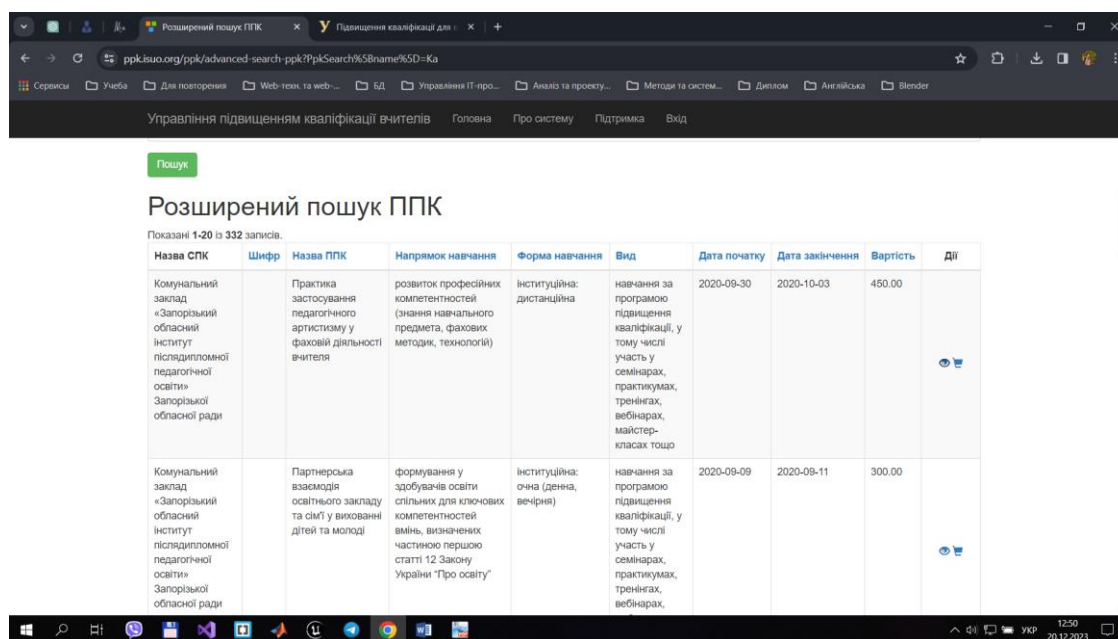 Розширений пошук ППК
Підвищення кваліфікації для
ppk.isuo.org/ppk/advanced-search-ppk?PpkSearch%5Bname%5D=Ka
Сервисы Учеба Для повторения Web-техн. та web-... БД Управління IT-про... Аналіз та проекту... Методи та систем... Диплом Англійська Blender
Управління підвищенням кваліфікації вчителів Головна Про систему Підтримка Вхід
Пошук
Розширений пошук ППК
Показані 1-20 із 332 записів.
Назва СПК Шифр Назва ППК Напрямок навчання Форма навчання Вид Дата початку Дата закінчення Вартість Дії
Комунальний Практика розвиток професійних інституційна: навчання за 2020-09-30 2020-10-03 450.00
заклад застосування компетентностей дистанційна програмою
«Запорізький педагогічного (знання навчального підвищення
обласний артистизму у предмета, фахових кваліфікації, у
інститут фаховій діяльності методик, технологій) тому числі
післядипломної вчителя участь у
педагогічної семінарах,
освіти» практикумах,
Запорізької тренінгах,
обласної ради вебінарах,
майстер-
класах тощо
Комунальний Партнерська формування у інституційна: навчання за 2020-09-09 2020-09-11 300.00
заклад взаємодія здобувачів освіти очна (денна, програмою
«Запорізький освітнього закладу спільних для ключових вечірня) підвищення
обласний та сім'ї у вихованні компетентностей кваліфікації, у
інститут дітей та молоді вмінь, визначених тому числі
післядипломної частиною першою участь у
педагогічної статті 12 Закону семінарах,
освіти» України “Про освіту” практикумах,
Запорізької тренінгах,
обласної ради вебінарах,
УКР 12:50
20.12.2023